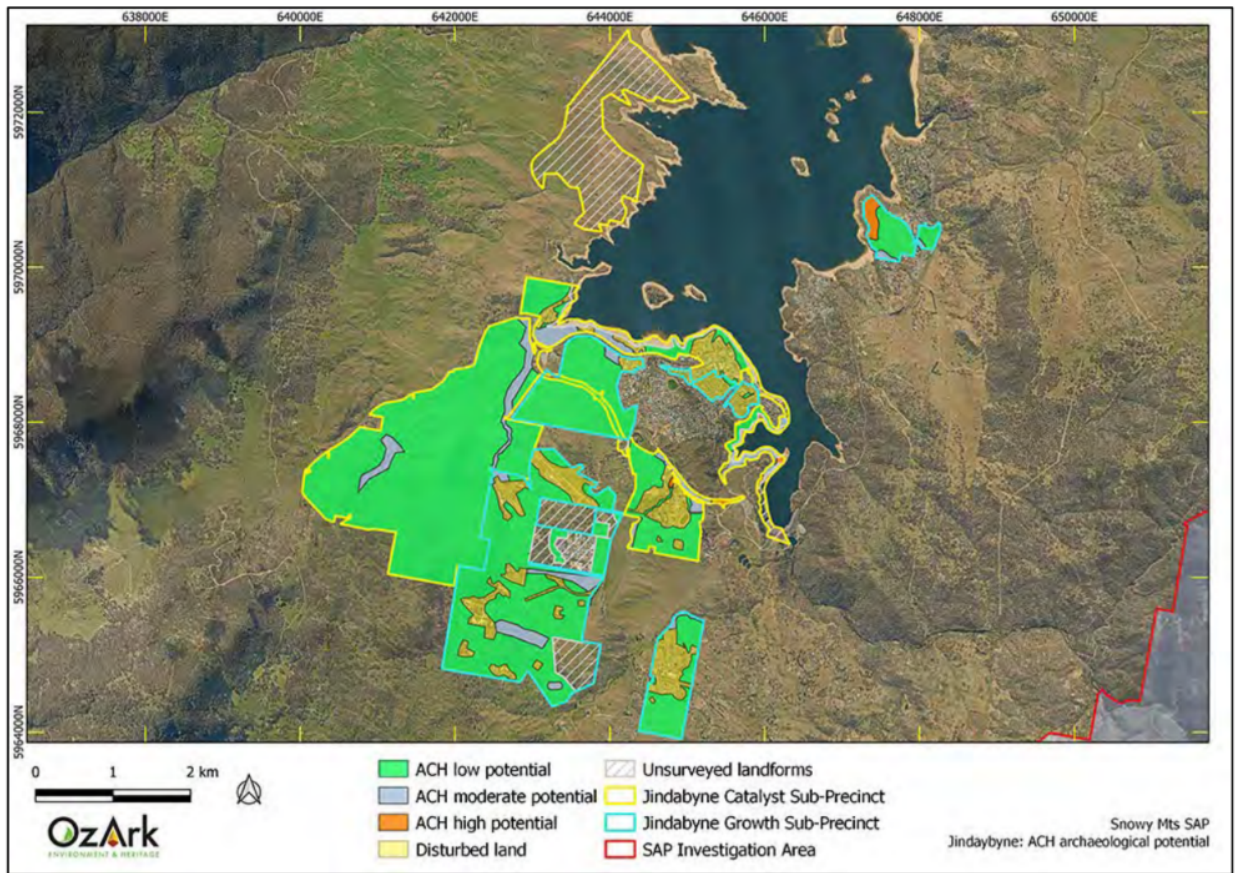 638000E 640000E 642000E 644000E 646000E 648000E 650000E
5972000N
5970000N
5968000N
5966000N
5964000N
0 1 2 km
OzArk
ENVIRONMENT & HERITAGE
ACH low potential
ACH moderate potential
ACH high potential
Disturbed land
Unsurveyed landforms
Jindabyne Catalyst Sub-Precinct
Jindabyne Growth Sub-Precinct
SAP Investigation Area
Snowy Mts SAP
Jindaybyne: ACH archaeological potential